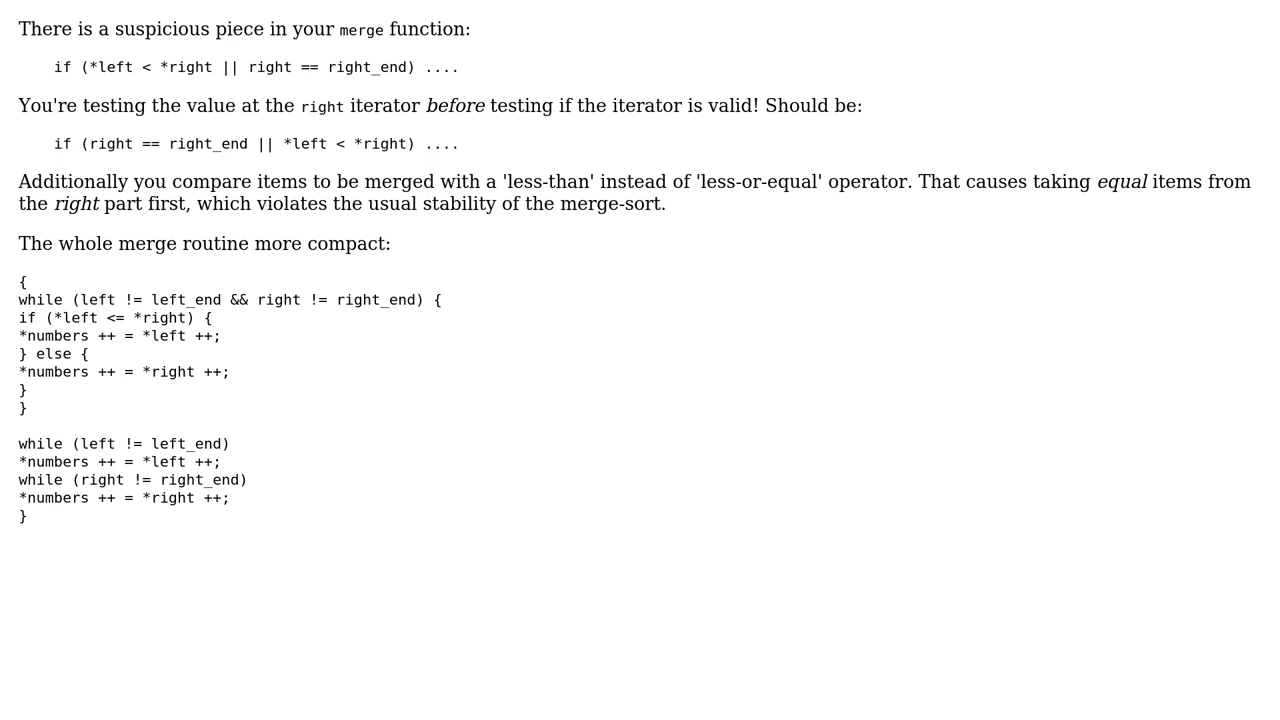 There is a suspicious piece in your merge function:
if (*left < *right || right == right_end) ....
You're testing the value at the right iterator before testing if the iterator is valid! Should be:
if (right == right_end || *left < *right) ....
Additionally you compare items to be merged with a 'less-than' instead of 'less-or-equal' operator. That causes taking equal items from
the right part first, which violates the usual stability of the merge-sort.
The whole merge routine more compact:
{
while (left != left_end && right != right_end) {
if (*left <= *right) {
*numbers ++ = *left ++;
} else {
*numbers ++ = *right ++;
}
}
while (left != left_end)
*numbers ++ = *left ++;
while (right != right_end)
*numbers ++ = *right ++;
}